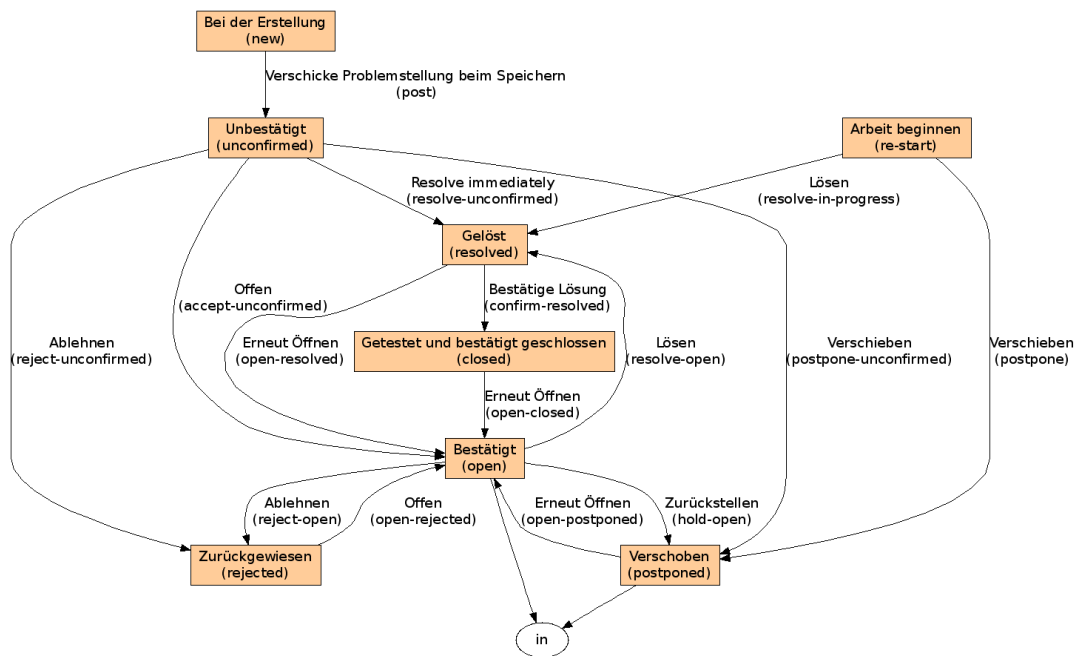 Bei der Erstellung
(new)
Verschicke Problemstellung beim Speichern
(post)
Unbestätigt
(unconfirmed)
Arbeit beginnen
(re-start)
Resolve immediately
(resolve-unconfirmed)
Lösen
(resolve-in-progress)
Gelöst
(resolved)
Offen
(accept-unconfirmed)
Bestätige Lösung
(confirm-resolved)
Ablehnen
(reject-unconfirmed)
Erneut Öffnen
(open-resolved)
Getestet und bestätigt geschlossen
(closed)
Lösen
(resolve-open)
Verschieben
(postpone-unconfirmed)
Verschieben
(postpone)
Erneut Öffnen
(open-closed)
Bestätigt
(open)
Ablehnen
(reject-open)
Offen
(open-rejected)
Erneut Öffnen
(open-postponed)
Zurückstellen
(hold-open)
Zurückgewiesen
(rejected)
Verschoben
(postponed)
in